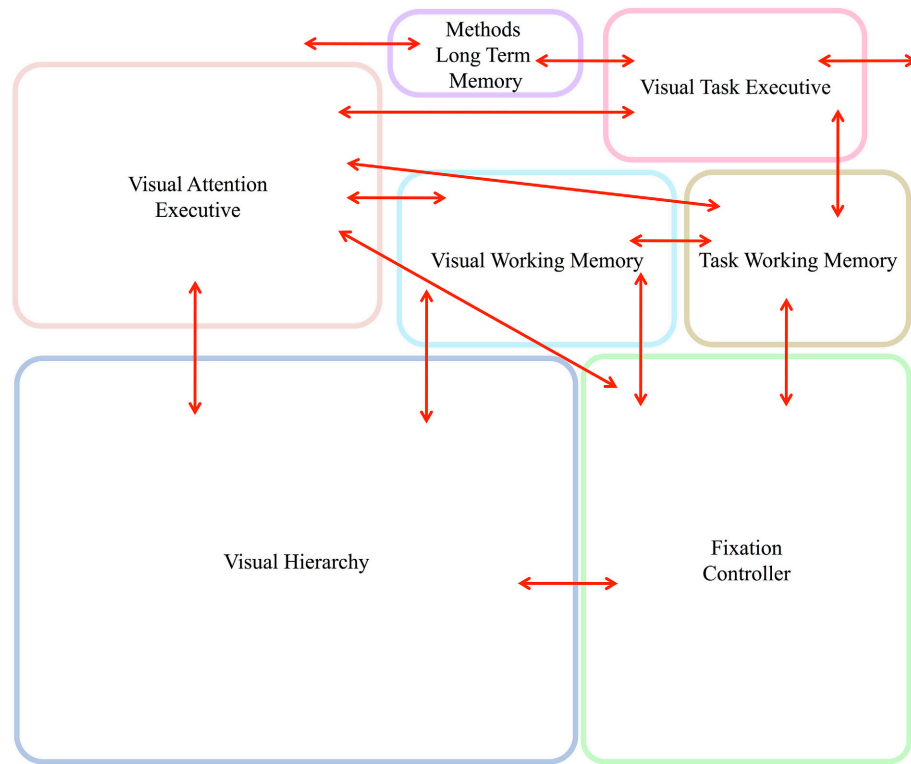 Methods
Long Term
Memory
Visual Task Executive
Visual Attention
Executive
Visual Working Memory
Task Working Memory
Visual Hierarchy
Fixation
Controller